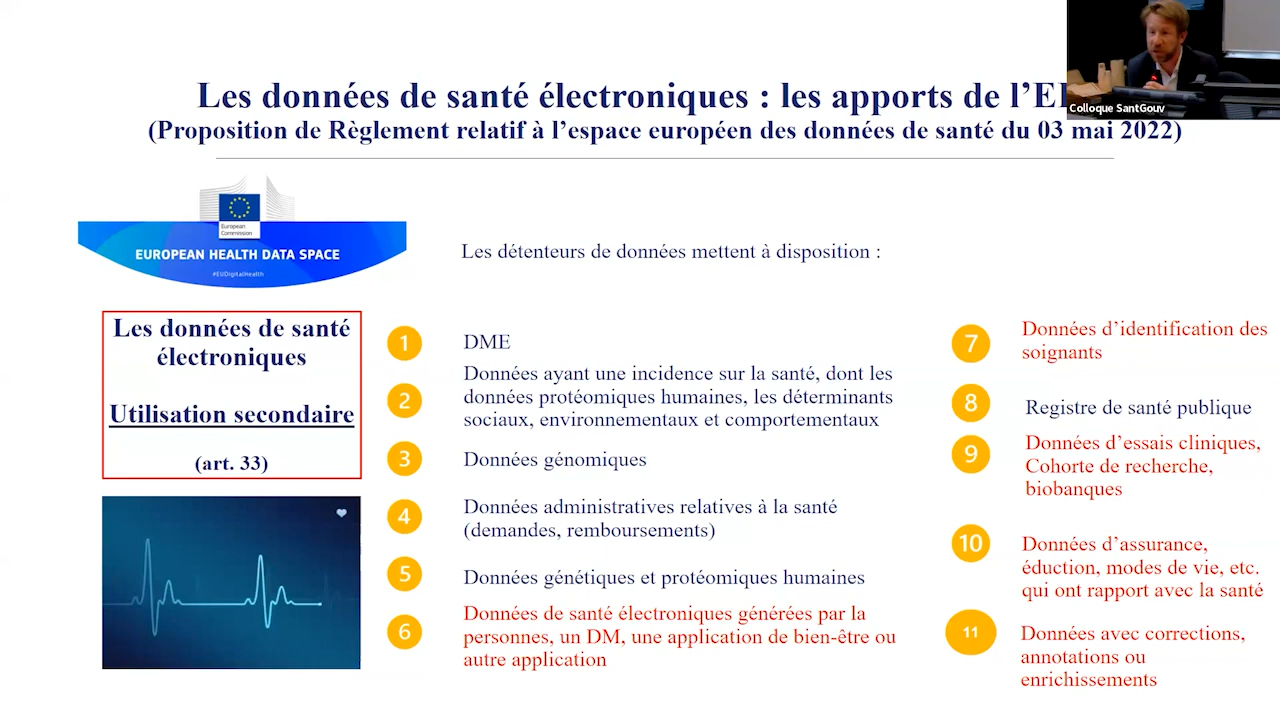 Les données de santé électroniques : les apports de l’E
Colloque SantGouv
(Proposition de Règlement relatif à l’espace européen des données de santé du 03 mai 2022)
European
Commission
EUROPEAN HEALTH DATA SPACE
#EUDigitalHealth
Les détenteurs de données mettent à disposition :
Les données de santé
électroniques
Utilisation secondaire
(art. 33)
1
DME
2
Données ayant une incidence sur la santé, dont les
données protéomiques humaines, les déterminants
sociaux, environnementaux et comportementaux
3
Données génomiques
4
Données administratives relatives à la santé
(demandes, remboursements)
5
Données génétiques et protéomiques humaines
6
Données de santé électroniques générées par la
personnes, un DM, une application de bien-être ou
autre application
7
Données d’identification des
soignants
8
Registre de santé publique
9
Données d’essais cliniques,
Cohorte de recherche,
biobanques
10
Données d’assurance,
éduction, modes de vie, etc.
qui ont rapport avec la santé
11
Données avec corrections,
annotations ou
enrichissements